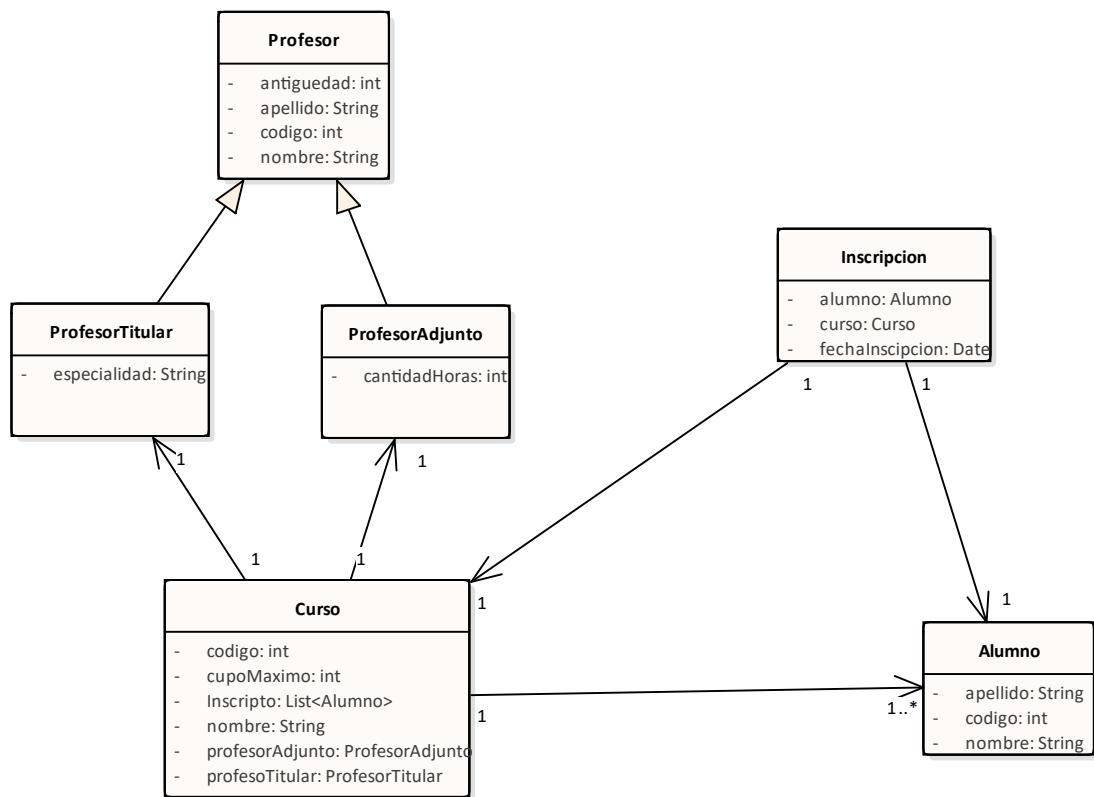 Profesor
- antiguedad: int
- apellido: String
- codigo: int
- nombre: String
Inscripcion
- alumno: Alumno
- curso: Curso
- fechaInscipcion: Date
ProfesorTitular
- especialidad: String
ProfesorAdjunto
- cantidadHoras: int
1
1
1
1
1
1
1
1
Curso
- codigo: int
- cupoMaximo: int
- Inscripto: List<Alumno>
- nombre: String
- profesorAdjunto: ProfesorAdjunto
- profesoTitular: ProfesorTitular
1
1..*
Alumno
- apellido: String
- codigo: int
- nombre: String